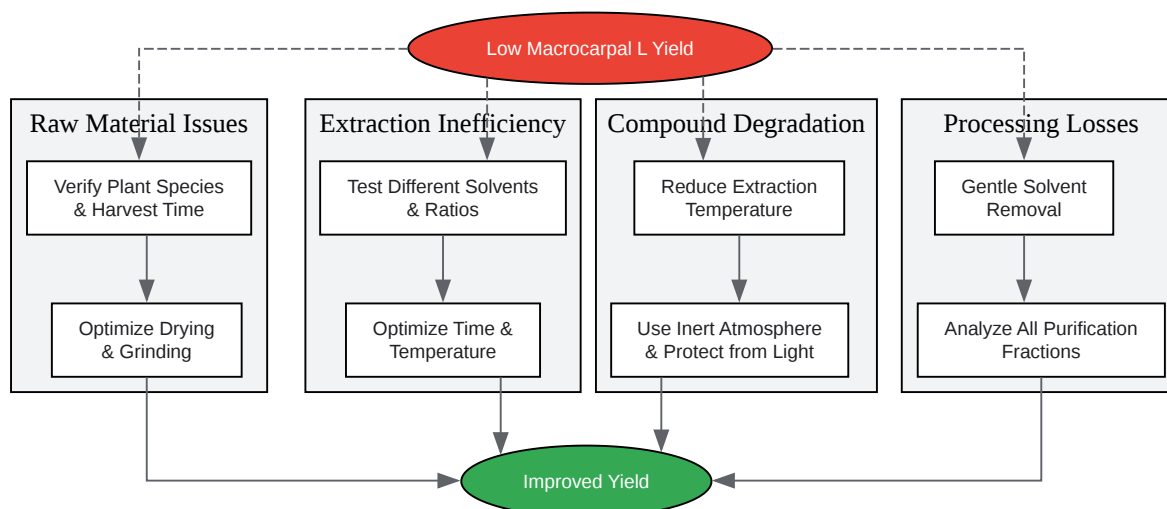 Low Macrocarpal L Yield
Raw Material Issues
Verify Plant Species
& Harvest Time
Optimize Drying
& Grinding
Extraction Inefficiency
Test Different Solvents
& Ratios
Optimize Time &
Temperature
Compound Degradation
Reduce Extraction
Temperature
Use Inert Atmosphere
& Protect from Light
Processing Losses
Gentle Solvent
Removal
Analyze All Purification
Fractions
Improved Yield